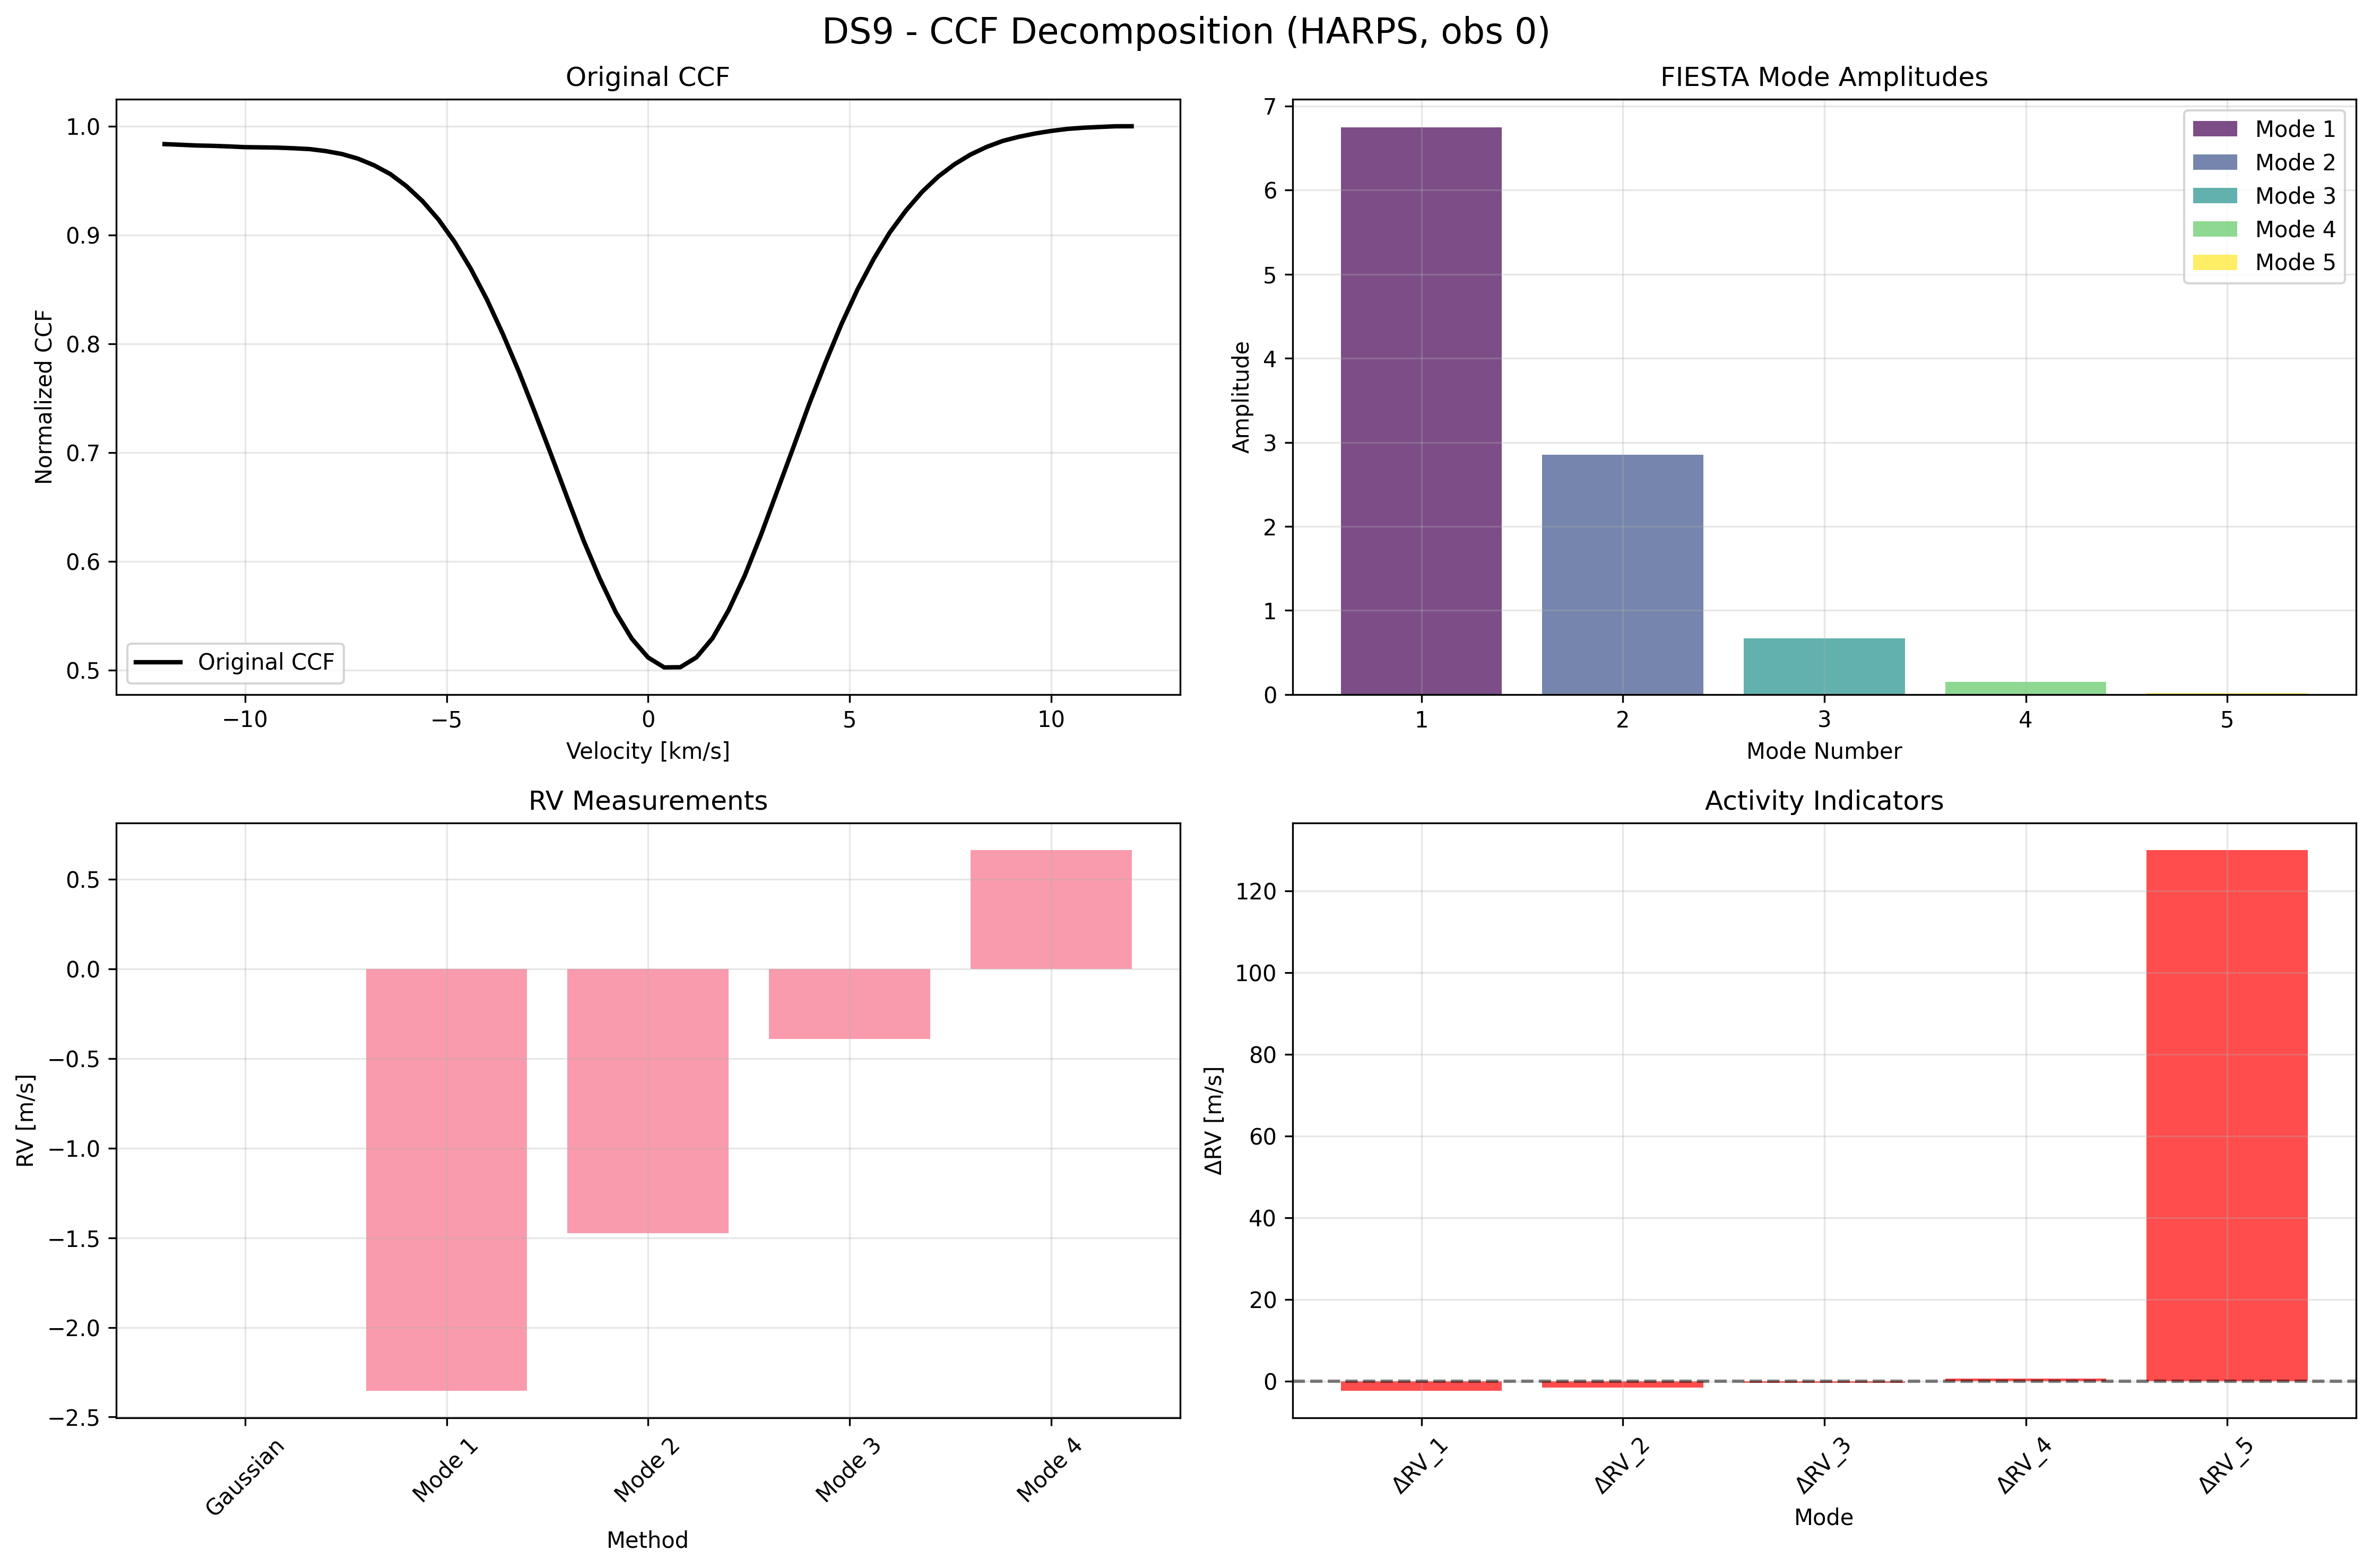 DS9 - CCF Decomposition (HARPS, obs 0)
Original CCF
Normalized CCF
1.0
0.9
0.8
0.7
0.6
0.5
Original CCF
−10
−5
0
5
10
Velocity [km/s]
FIESTA Mode Amplitudes
Amplitude
7
6
5
4
3
2
1
0
Mode 1
Mode 2
Mode 3
Mode 4
Mode 5
1
2
3
4
5
Mode Number
RV Measurements
RV [m/s]
0.5
0.0
−0.5
−1.0
−1.5
−2.0
−2.5
Gaussian
Mode 1
Mode 2
Mode 3
Mode 4
Method
Activity Indicators
ΔRV [m/s]
120
100
80
60
40
20
0
ΔRV_1
ΔRV_2
ΔRV_3
ΔRV_4
ΔRV_5
Mode